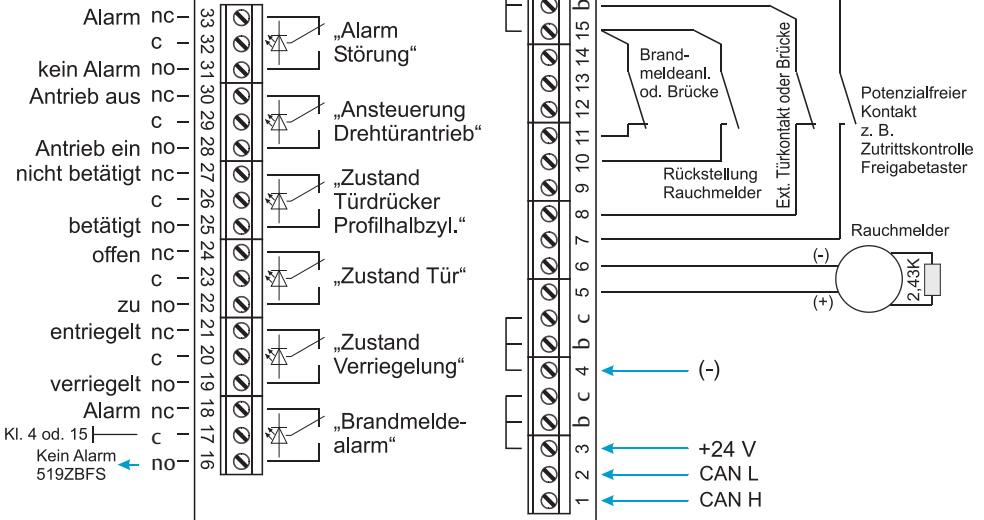 Alarm nc 33
c 32
kein Alarm no 31
„Alarm
Störung“
Antrieb aus nc 30
c 29
Antrieb ein no 28
„Ansteuerung
Drehtürantrieb“
nicht betätigt nc 27
c 26
betätigt no 25
„Zustand
Türdrücker
Profilhalbzyl.“
offen nc 24
c 23
zu no 22
„Zustand Tür“
entriegelt nc 21
c 20
verriegelt no 19
„Zustand
Verriegelung“
Alarm nc 18
Kl. 4 od. 15 c 17
Kein Alarm
519ZBFS
no 16
„Brandmelde-
alarm“
b
15
14
13
12
11
10
9
8
7
6
5
c
b
4 (-)
c
b
3 +24 V
2 CAN L
1 CAN H
Brand-
meldeanl.
od. Brücke
Rückstellung
Rauchmelder
Ext. Türkontakt oder Brücke
Potenzialfreier
Kontakt
z. B.
Zutrittskontrolle
Freigabetaster
Rauchmelder
(-)
(+)
2,43K